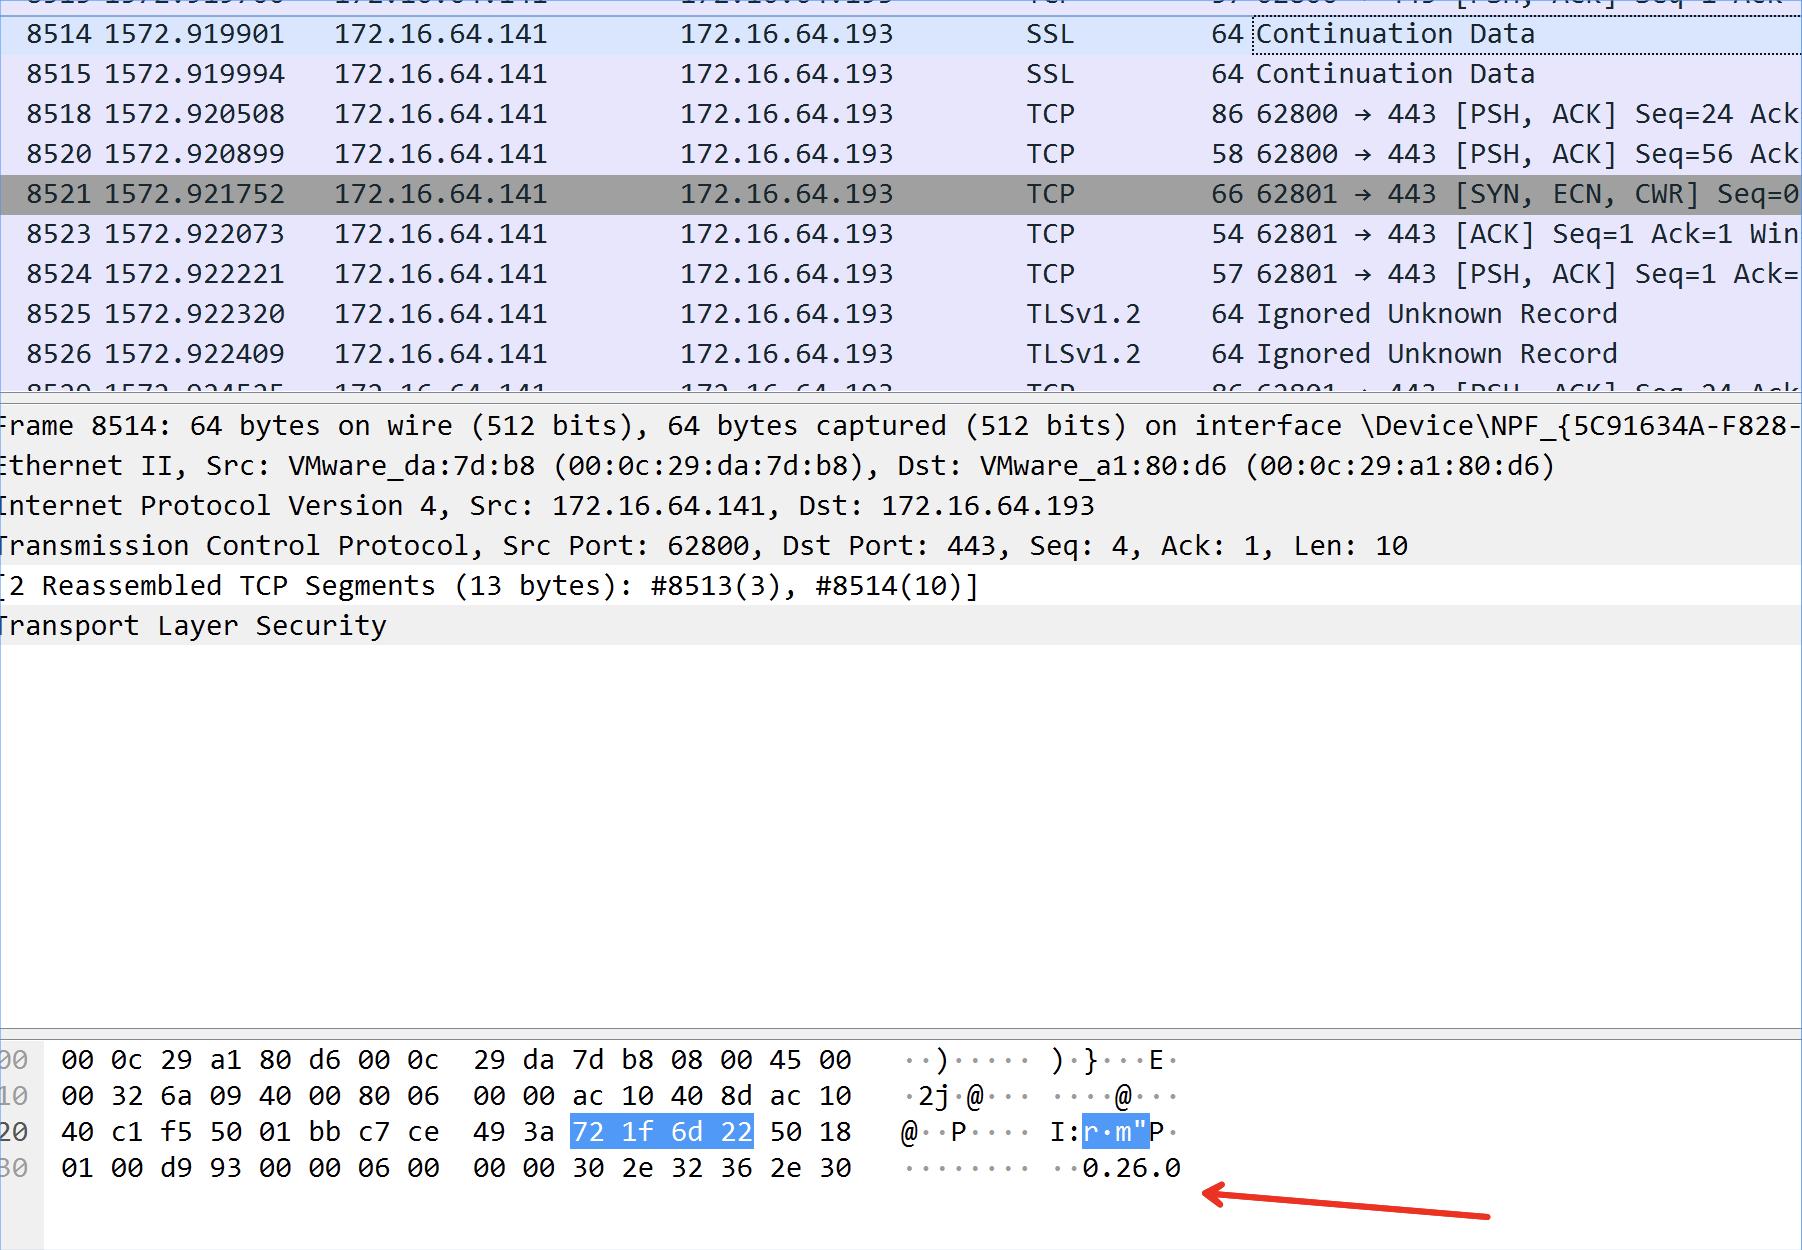 8514 1572.919901 172.16.64.141 172.16.64.193 SSL 64 Continuation Data
8515 1572.919994 172.16.64.141 172.16.64.193 SSL 64 Continuation Data
8518 1572.920508 172.16.64.141 172.16.64.193 TCP 86 62800 → 443 [PSH, ACK] Seq=24 Ack
8520 1572.920899 172.16.64.141 172.16.64.193 TCP 58 62800 → 443 [PSH, ACK] Seq=56 Ack
8521 1572.921752 172.16.64.141 172.16.64.193 TCP 66 62801 → 443 [SYN, ECN, CWR] Seq=0
8523 1572.922073 172.16.64.141 172.16.64.193 TCP 54 62801 → 443 [ACK] Seq=1 Ack=1 Win
8524 1572.922221 172.16.64.141 172.16.64.193 TCP 57 62801 → 443 [PSH, ACK] Seq=1 Ack=
8525 1572.922320 172.16.64.141 172.16.64.193 TLSv1.2 64 Ignored Unknown Record
8526 1572.922409 172.16.64.141 172.16.64.193 TLSv1.2 64 Ignored Unknown Record
Frame 8514: 64 bytes on wire (512 bits), 64 bytes captured (512 bits) on interface \Device\NPF_{5C91634A-F828-
Ethernet II, Src: VMware_da:7d:b8 (00:0c:29:da:7d:b8), Dst: VMware_a1:80:d6 (00:0c:29:a1:80:d6)
Internet Protocol Version 4, Src: 172.16.64.141, Dst: 172.16.64.193
Transmission Control Protocol, Src Port: 62800, Dst Port: 443, Seq: 4, Ack: 1, Len: 10
[2 Reassembled TCP Segments (13 bytes): #8513(3), #8514(10)]
Transport Layer Security
00 00 0c 29 a1 80 d6 00 0c 29 da 7d b8 08 00 45 00 ··)····· )·}···E·
10 00 32 6a 09 40 00 80 06 00 00 ac 10 40 8d ac 10 ·2j·@··· ····@···
20 40 c1 f5 50 01 bb c7 ce 49 3a 72 1f 6d 22 50 18 @··P···· I:r·m"P·
30 01 00 d9 93 00 00 06 00 00 00 30 2e 32 36 2e 30 ········ ··0.26.0